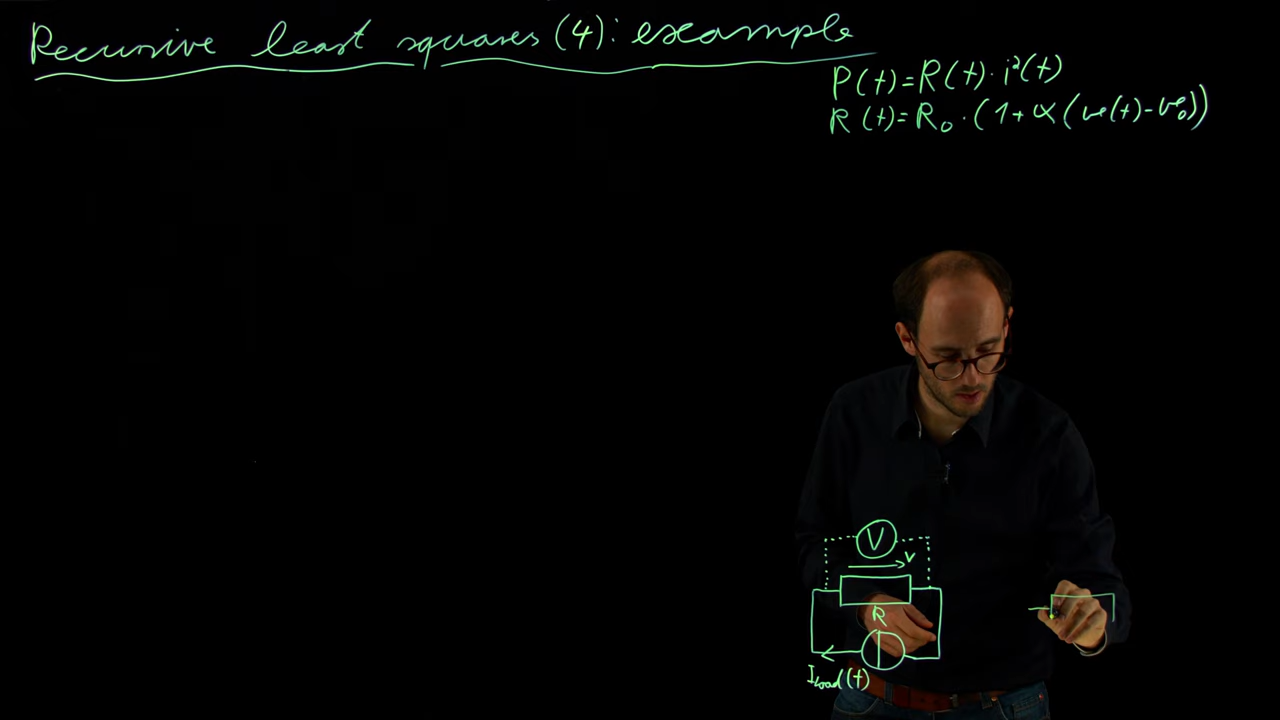 Recursive least squares (4): example
P(t)=R(t)·i²(t)
R(t)=R₀·(1+α(ϑ(t)-ϑ₀))
V
v
R
I_load(t)